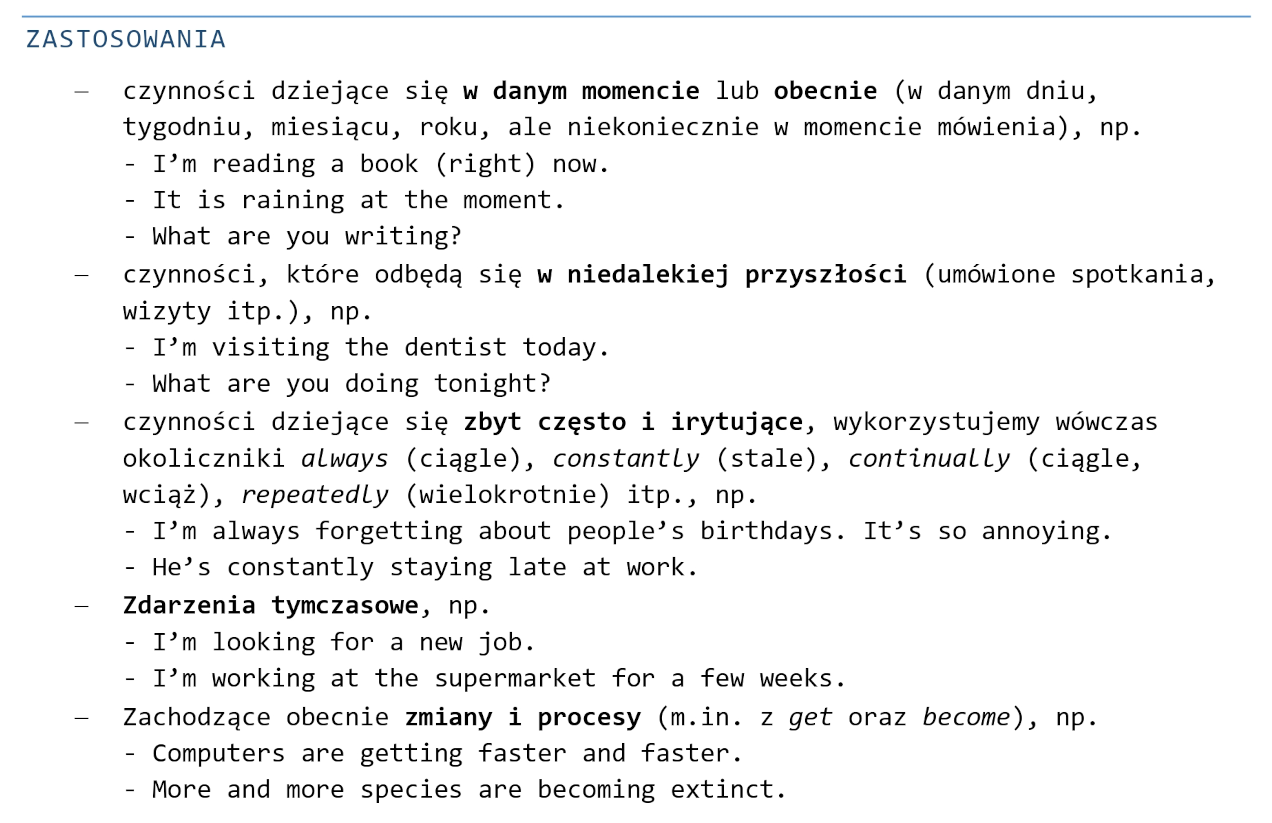 ZASTOSOWANIA
– czynności dziejące się w danym momencie lub obecnie (w danym dniu,
tygodniu, miesiącu, roku, ale niekoniecznie w momencie mówienia), np.
- I’m reading a book (right) now.
- It is raining at the moment.
- What are you writing?
– czynności, które odbędą się w niedalekiej przyszłości (umówione spotkania,
wizyty itp.), np.
- I’m visiting the dentist today.
- What are you doing tonight?
– czynności dziejące się zbyt często i irytujące, wykorzystujemy wówczas
okoliczniki always (ciągle), constantly (stale), continually (ciągle,
wciąż), repeatedly (wielokrotnie) itp., np.
- I’m always forgetting about people’s birthdays. It’s so annoying.
- He’s constantly staying late at work.
– Zdarzenia tymczasowe, np.
- I’m looking for a new job.
- I’m working at the supermarket for a few weeks.
– Zachodzące obecnie zmiany i procesy (m.in. z get oraz become), np.
- Computers are getting faster and faster.
- More and more species are becoming extinct.